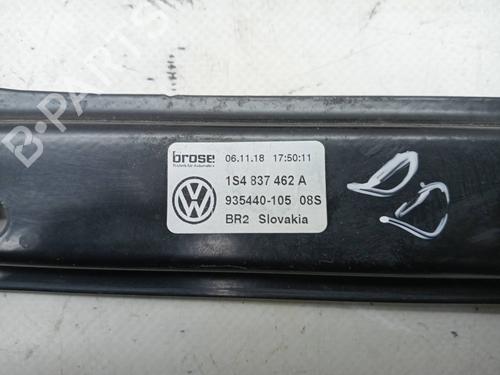 B-PARTS
brose
06.11.18 17:50:11
1S4 837 462 A
935440-105 08S
BR2 Slovakia